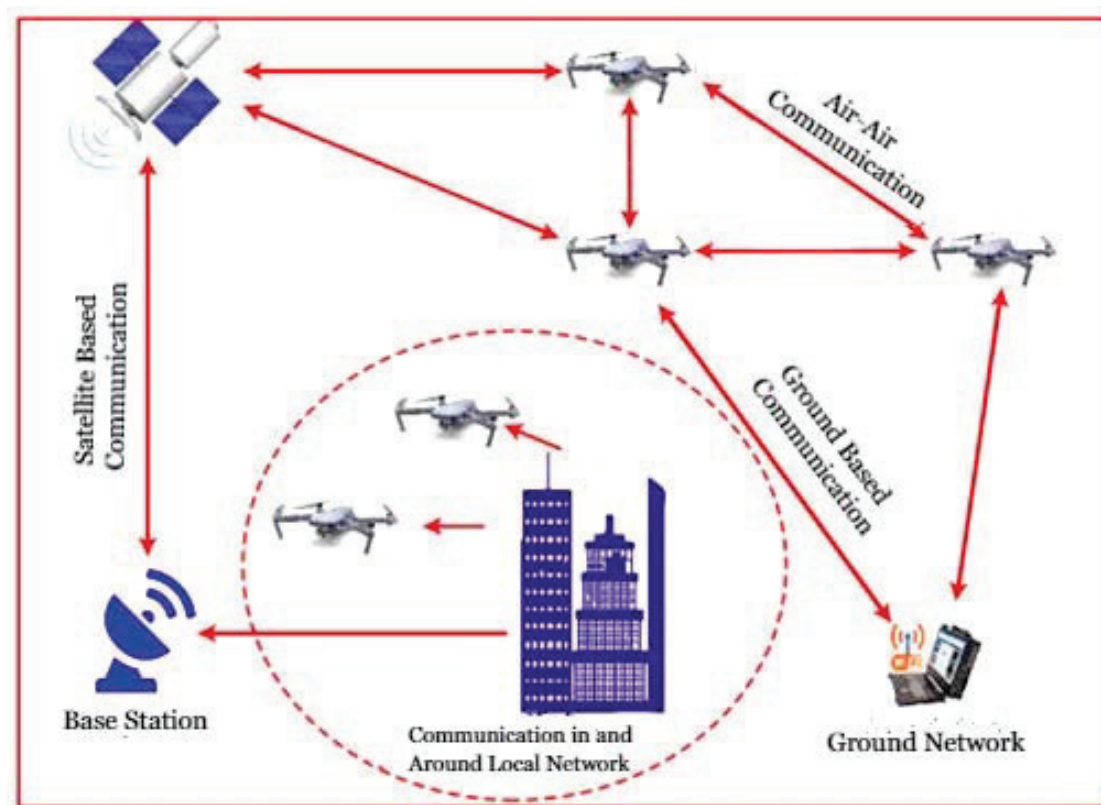 Air-Air
Communication
Satellite Based
Communication
Ground Based
Communication
Base Station
Communication in and
Around Local Network
Ground Network